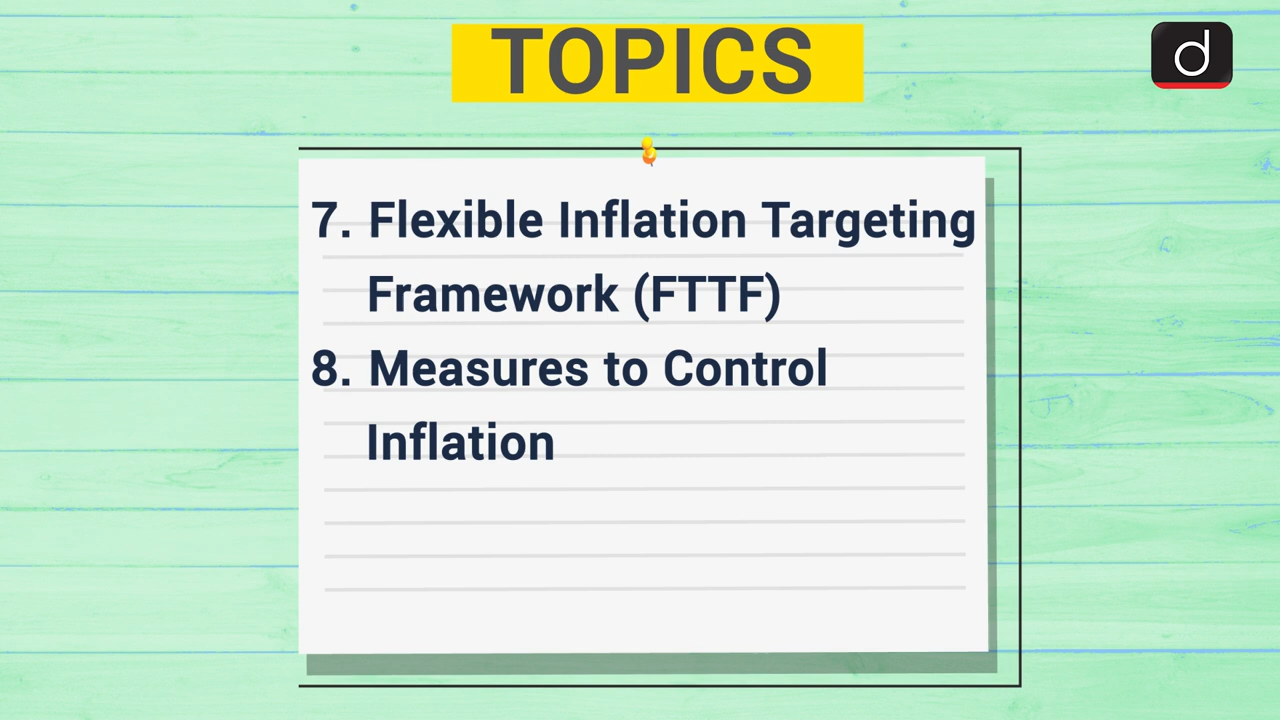 TOPICS
d
7. Flexible Inflation Targeting
Framework (FTTF)
8. Measures to Control
Inflation